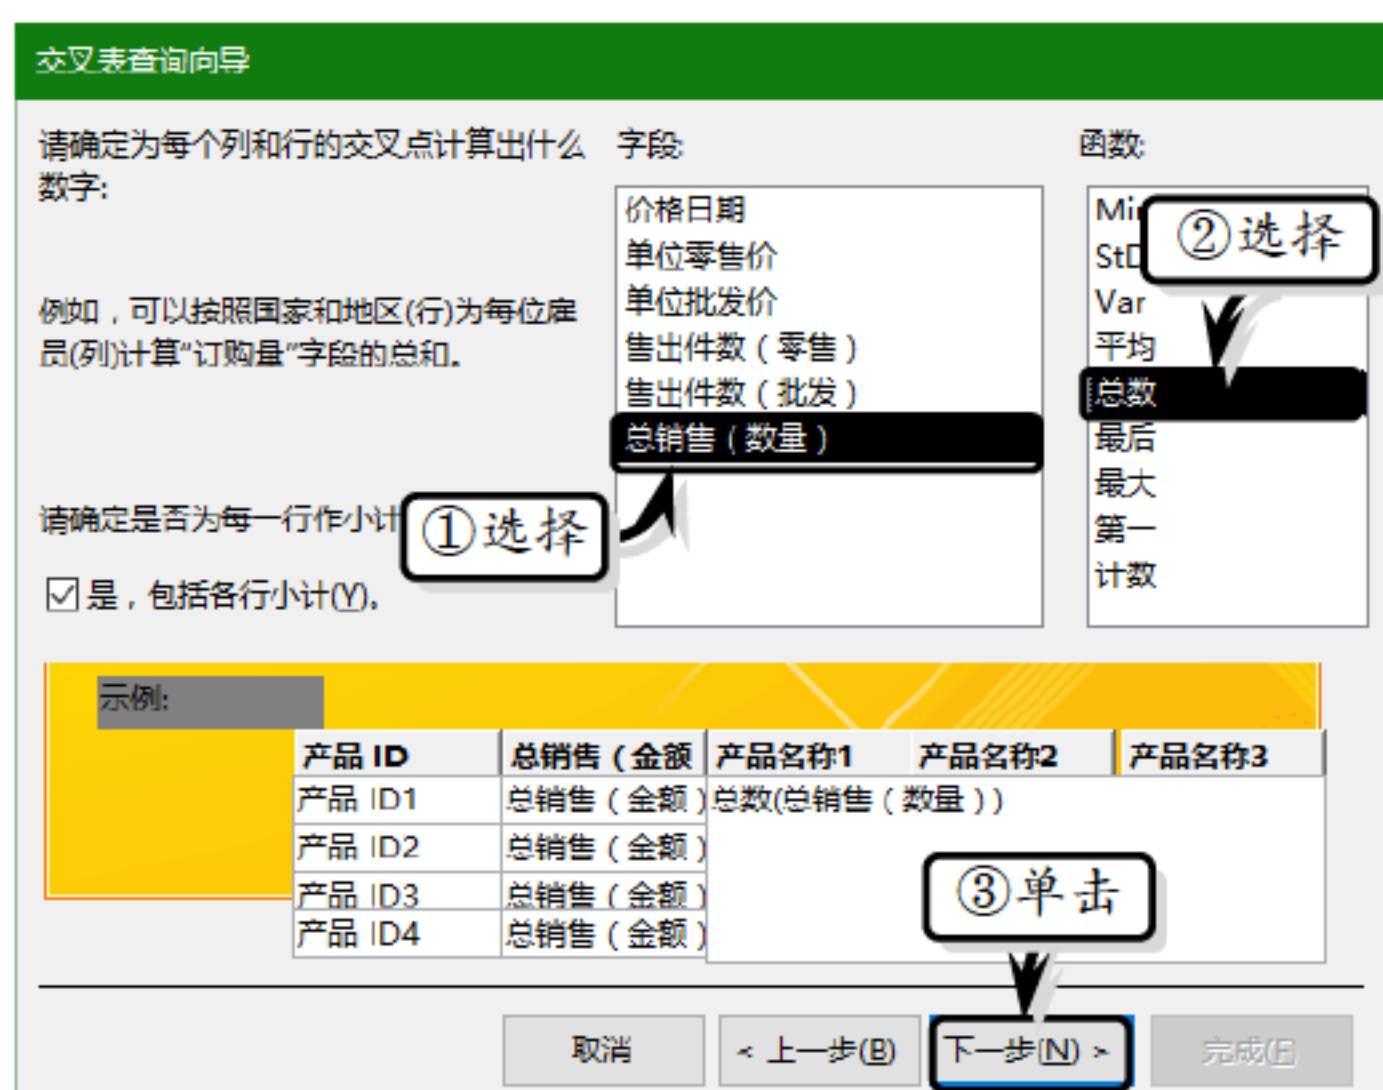 交叉表查询向导
请确定为每个列和行的交叉点计算出什么
数字:
例如，可以按照国家和地区(行)为每位雇
员(列)计算“订购量”字段的总和。
请确定是否为每一行作小计
是，包括各行小计(Y)。
字段:
价格日期
单位零售价
单位批发价
售出件数（零售）
售出件数（批发）
总销售（数量）
①选择
函数:
Var
平均
总数
最后
最大
第一
计数
②选择
示例:
产品 ID 总销售（金额 产品名称1 产品名称2 产品名称3
产品 ID1 总销售（金额） 总数(总销售（数量）)
产品 ID2 总销售（金额）
产品 ID3 总销售（金额）
产品 ID4 总销售（金额）
③单击
取消 < 上一步(B) 下一步(N) > 完成(F